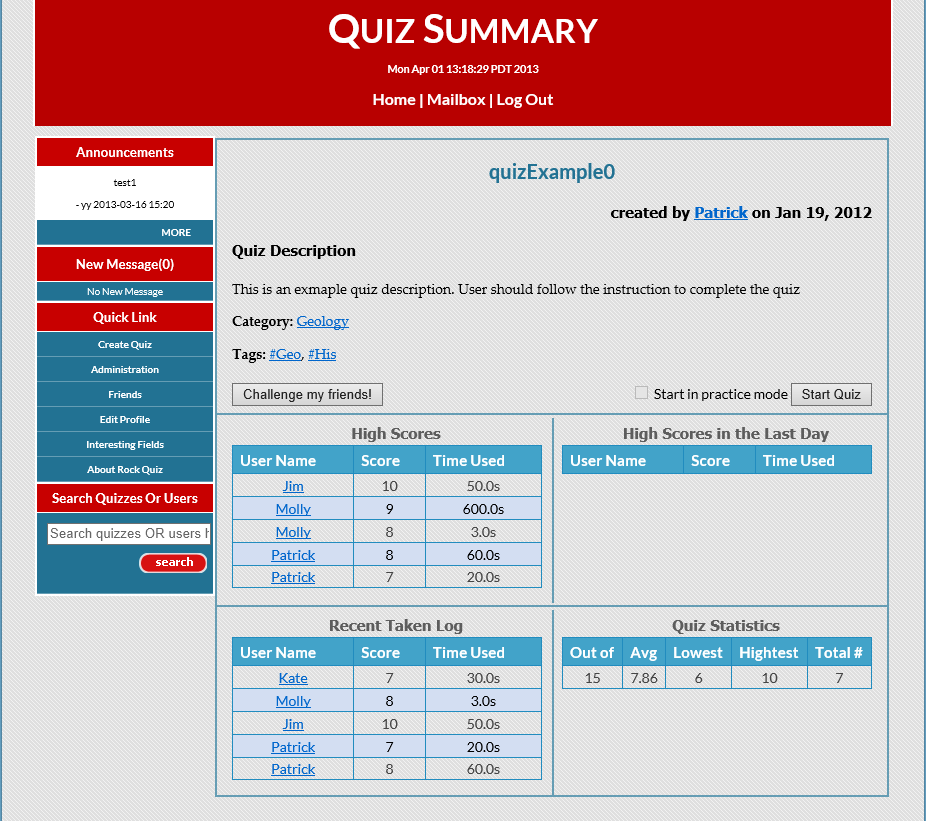 QUIZ SUMMARY
Mon Apr 01 13:18:29 PDT 2013
Home | Mailbox | Log Out
Announcements
test1
- yy 2013-03-16 15:20
MORE
New Message(0)
No New Message
Quick Link
Create Quiz
Administration
Friends
Edit Profile
Interesting Fields
About Rock Quiz
Search Quizzes Or Users
Search quizzes OR users h
search
quizExample0
created by Patrick on Jan 19, 2012
Quiz Description
This is an exmaple quiz description. User should follow the instruction to complete the quiz
Category: Geology
Tags: #Geo, #His
Challenge my friends! Start in practice mode Start Quiz
High Scores
User Name Score Time Used
Jim 10 50.0s
Molly 9 600.0s
Molly 8 3.0s
Patrick 8 60.0s
Patrick 7 20.0s
High Scores in the Last Day
User Name Score Time Used
Recent Taken Log
User Name Score Time Used
Kate 7 30.0s
Molly 8 3.0s
Jim 10 50.0s
Patrick 7 20.0s
Patrick 8 60.0s
Quiz Statistics
Out of Avg Lowest Hightest Total #
15 7.86 6 10 7